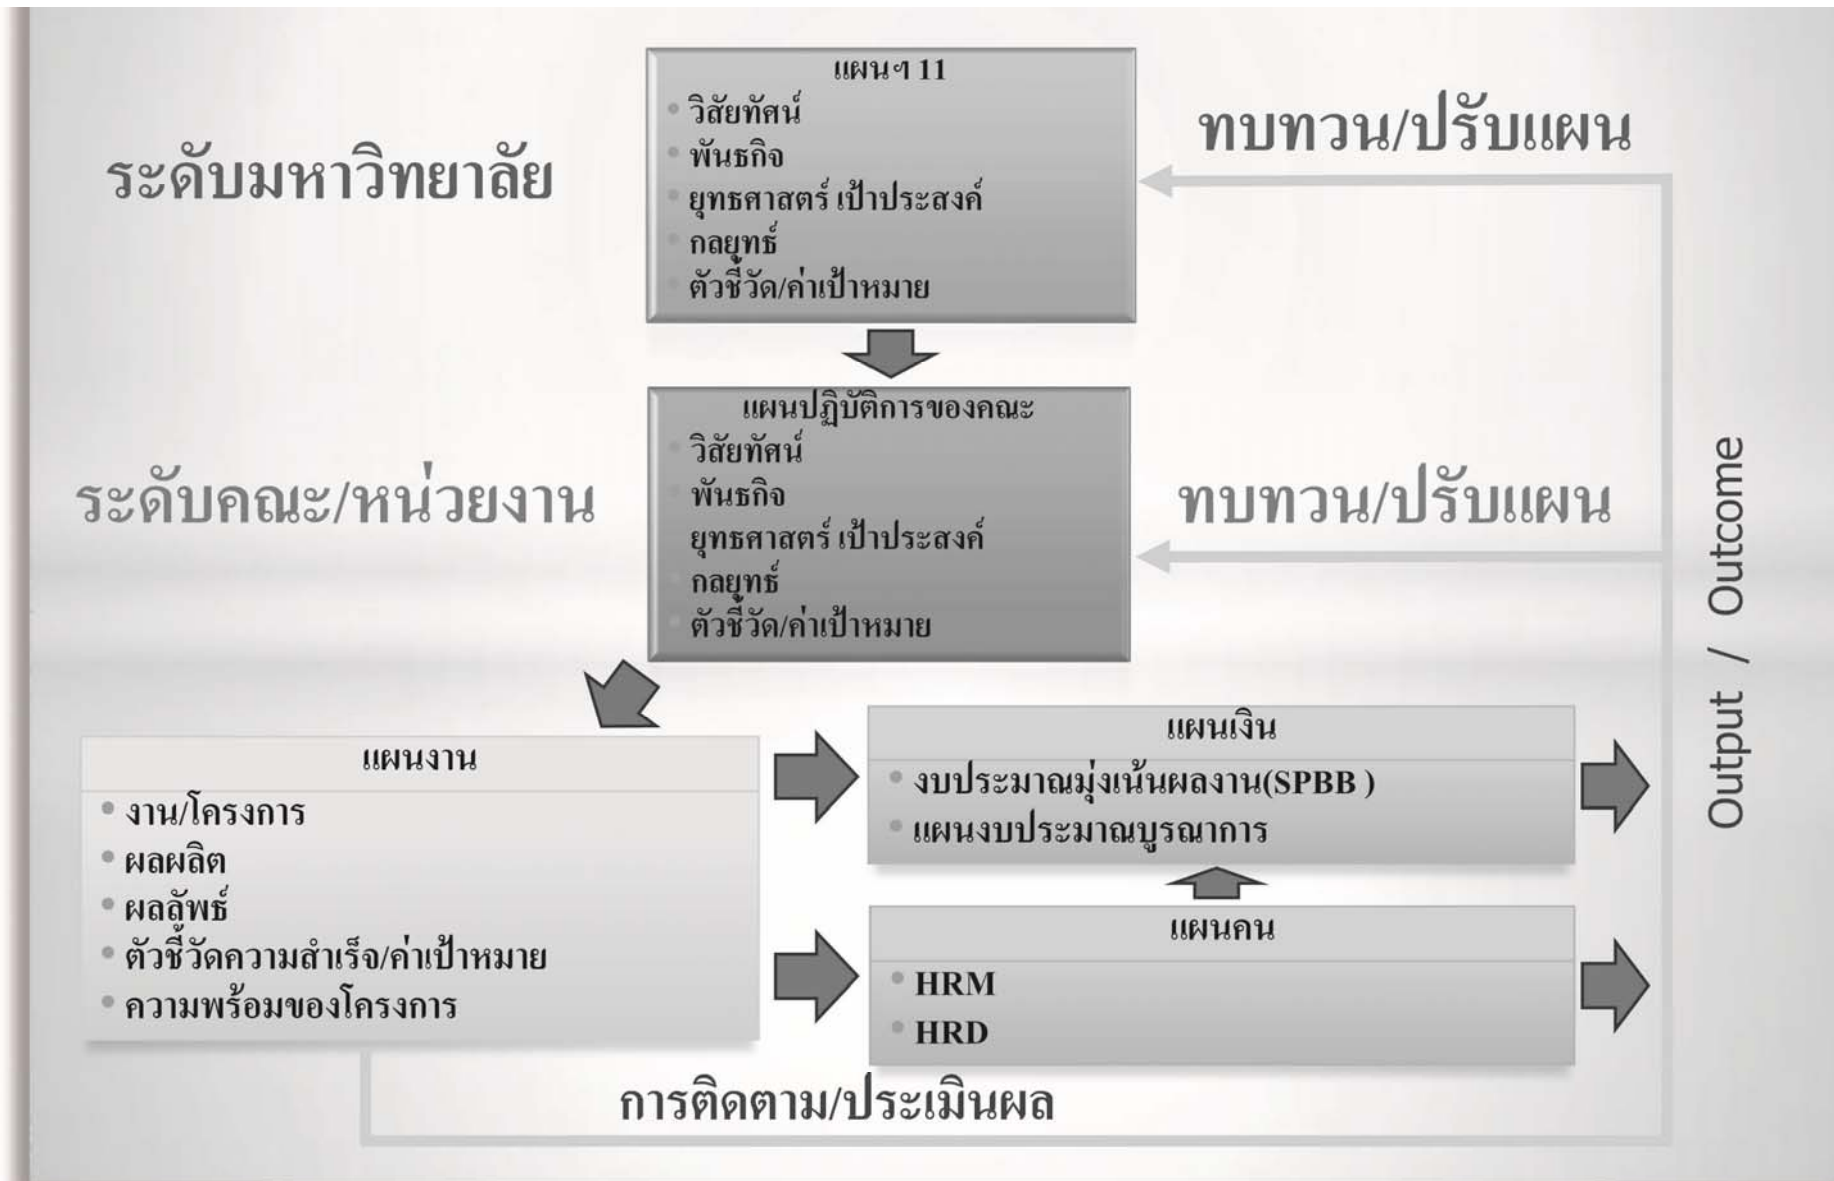 แผนฯ 11
วิสัยทัศน์
พันธกิจ
ยุทธศาสตร์ เป้าประสงค์
กลยุทธ์
ตัวชี้วัด/ค่าเป้าหมาย
ระดับมหาวิทยาลัย
ทบทวน/ปรับแผน
แผนปฏิบัติการของคณะ
วิสัยทัศน์
พันธกิจ
ยุทธศาสตร์ เป้าประสงค์
กลยุทธ์
ตัวชี้วัด/ค่าเป้าหมาย
ระดับคณะ/หน่วยงาน
ทบทวน/ปรับแผน
แผนงาน
งาน/โครงการ
ผลผลิต
ผลลัพธ์
ตัวชี้วัดความสำเร็จ/ค่าเป้าหมาย
ความพร้อมของโครงการ
แผนเงิน
งบประมาณมุ่งเน้นผลงาน(SPBB )
แผนงบประมาณบูรณาการ
แผนคน
HRM
HRD
Output / Outcome
การติดตาม/ประเมินผล